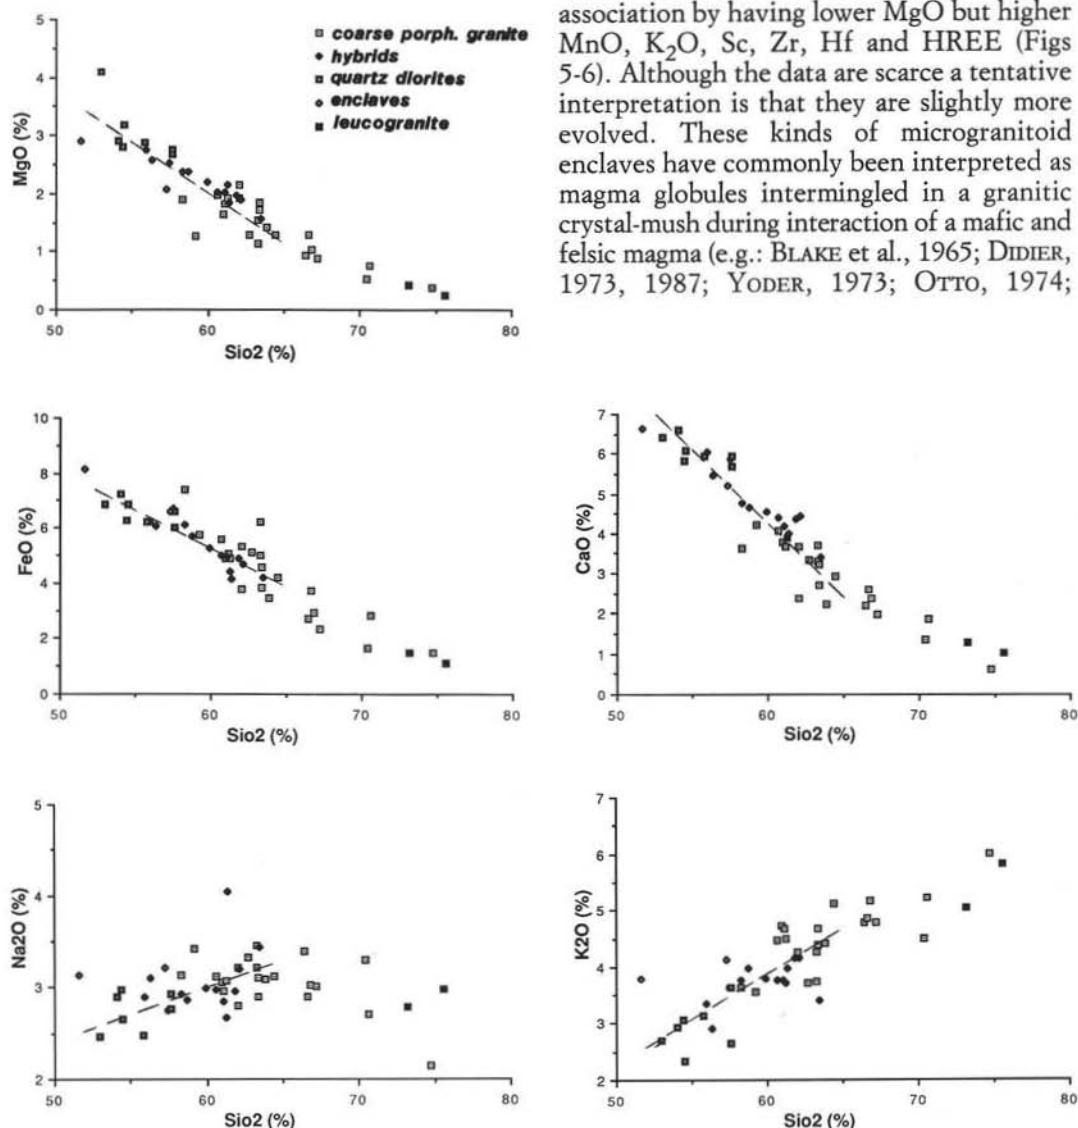 5
4
3
2
1
0
MgO (%)
50
60
70
80
Sio2 (%)
coarse porph. granite
hybrids
quartz diorites
enclaves
leucogranite
association by having lower MgO but higher
MnO, K2O, Sc, Zr, Hf and HREE (Figs
5-6). Although the data are scarce a tentative
interpretation is that they are slightly more
evolved. These kinds of microgranitoid
enclaves have commonly been interpreted as
magma globules intermingled in a granitic
crystal-mush during interaction of a mafic and
felsic magma (e.g.: BLAKE et al., 1965; DIDIER,
1973, 1987; YODER, 1973; OTTO, 1974;
10
8
6
4
2
0
FeO (%)
50
60
70
80
Sio2 (%)
7
6
5
4
3
2
1
0
CaO (%)
50
60
70
80
Sio2 (%)
5
4
3
2
Na2O (%)
50
60
70
80
Sio2 (%)
7
6
5
4
3
2
K2O (%)
50
60
70
80
Sio2 (%)